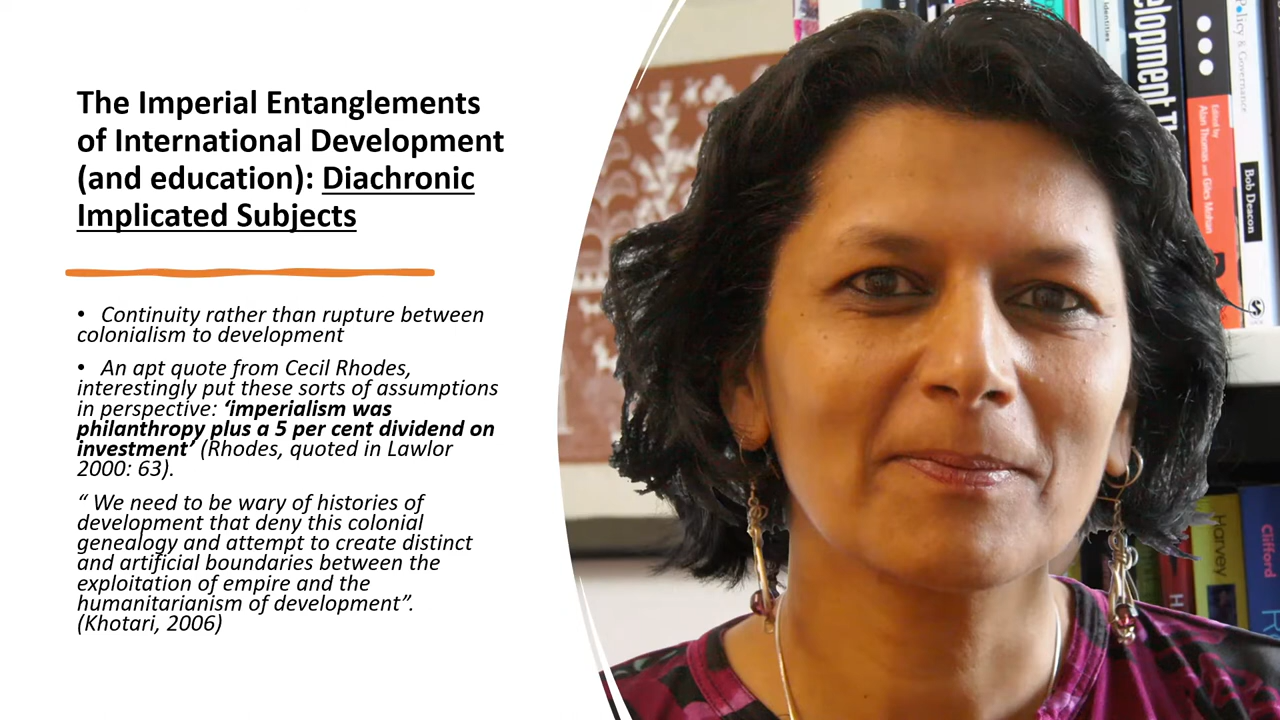 The Imperial Entanglements
of International Development
(and education): Diachronic
Implicated Subjects
• Continuity rather than rupture between
colonialism to development
• An apt quote from Cecil Rhodes,
interestingly put these sorts of assumptions
in perspective: ‘imperialism was
philanthropy plus a 5 per cent dividend on
investment’ (Rhodes, quoted in Lawlor
2000: 63).
“ We need to be wary of histories of
development that deny this colonial
genealogy and attempt to create distinct
and artificial boundaries between the
exploitation of empire and the
humanitarianism of development”.
(Khotari, 2006)
identities
elopment T
Edited by
Alan Thomas and Giles Mohan
Policy & Governance
Bob Deacon
Harvey
Clifford